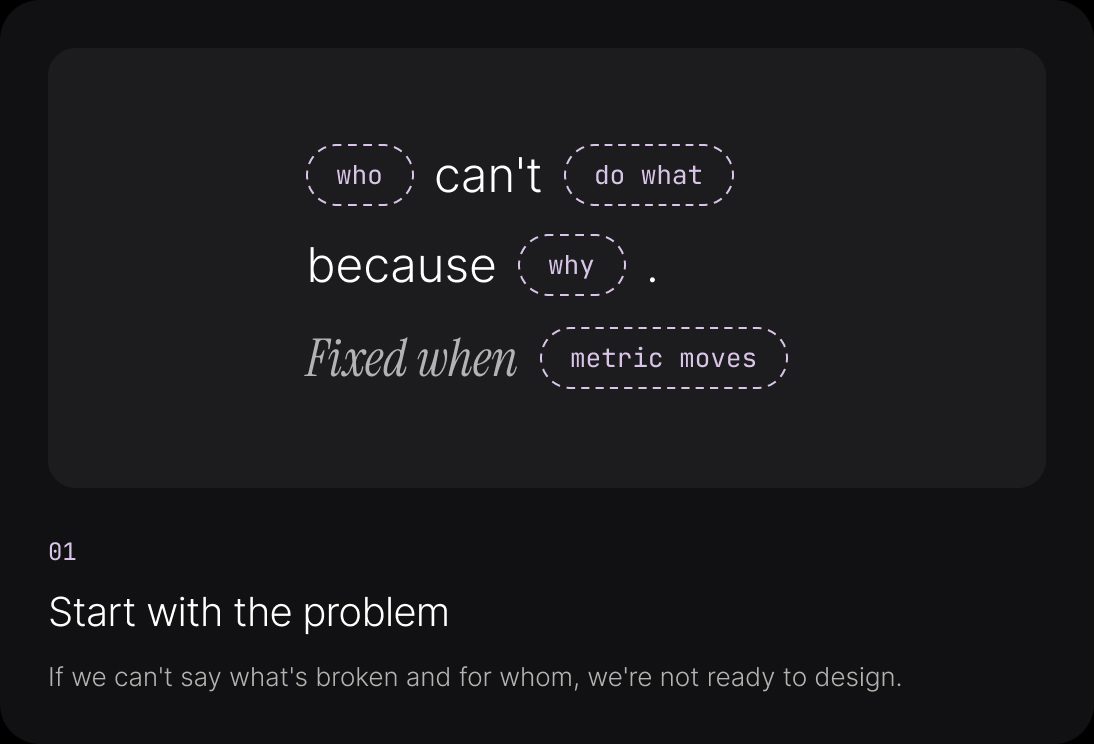 who can't do what
because why .
Fixed when metric moves
01
Start with the problem
If we can't say what's broken and for whom, we're not ready to design.